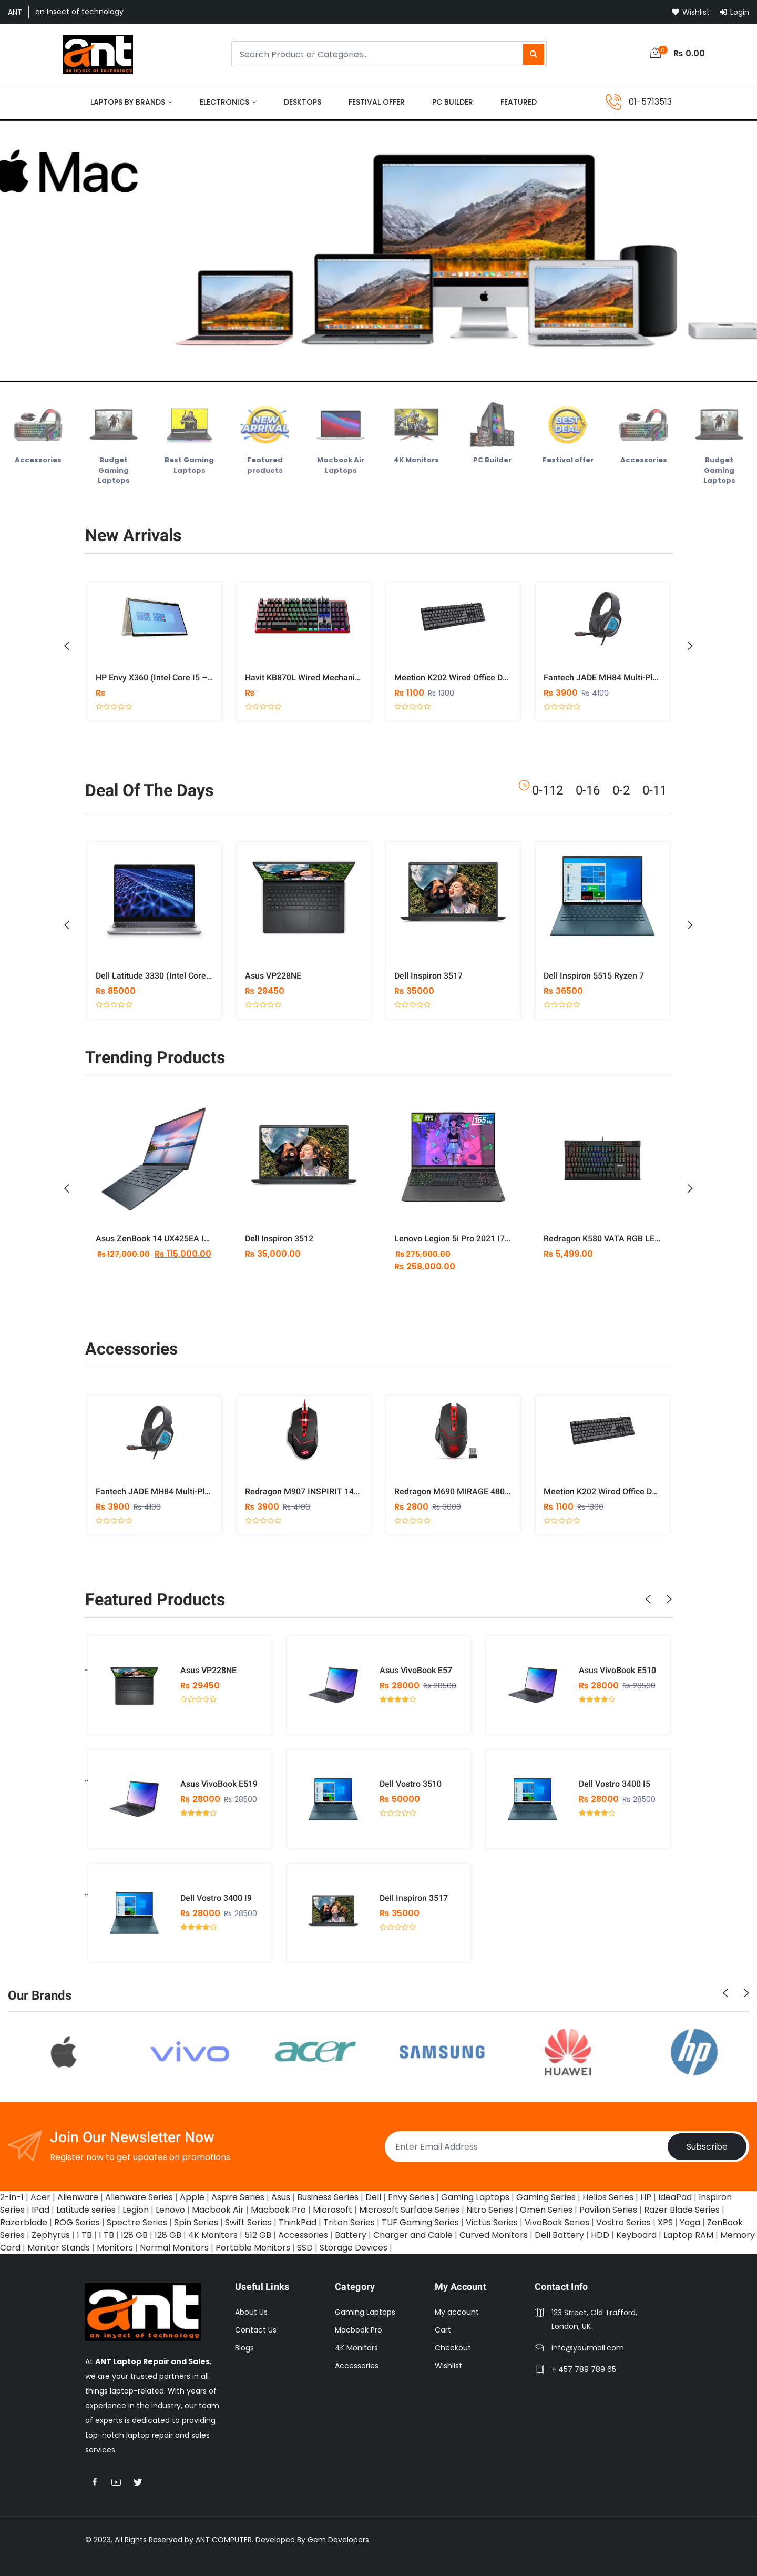 ANT an Insect of technology
Wishlist Login
ant
an insect of technology
Search Product or Categories...
0 Rs 0.00
LAPTOPS BY BRANDS ELECTRONICS DESKTOPS FESTIVAL OFFER PC BUILDER FEATURED
01-5713513
Mac
NEW ARRIVAL BEST DEAL
Accessories
Budget Gaming Laptops
Best Gaming Laptops
Featured products
Macbook Air Laptops
4K Monitors
PC Builder
Festival offer
Accessories
Budget Gaming Laptops
New Arrivals
HP Envy X360 (Intel Core I5 –...
Rs
Havit KB870L Wired Mechani...
Rs
Meetion K202 Wired Office D...
Rs 1100 Rs 1300
Fantech JADE MH84 Multi-Pl...
Rs 3900 Rs 4100
Deal Of The Days
0-112 0-16 0-2 0-11
Dell Latitude 3330 (Intel Core...
Rs 85000
Asus VP228NE
Rs 29450
Dell Inspiron 3517
Rs 35000
Dell Inspiron 5515 Ryzen 7
Rs 36500
Trending Products
165 Hz
Asus ZenBook 14 UX425EA I...
Rs 127,000.00 Rs 115,000.00
Dell Inspiron 3512
Rs 35,000.00
Lenovo Legion 5i Pro 2021 I7...
Rs 275,000.00
Rs 258,000.00
Redragon K580 VATA RGB LE...
Rs 5,499.00
Accessories
Fantech JADE MH84 Multi-Pl...
Rs 3900 Rs 4100
Redragon M907 INSPIRIT 14...
Rs 3900 Rs 4100
Redragon M690 MIRAGE 480...
Rs 2800 Rs 3000
Meetion K202 Wired Office D...
Rs 1100 Rs 1300
Featured Products
Asus VP228NE
Rs 29450
Asus VivoBook E57
Rs 28000 Rs 28500
Asus VivoBook E510
Rs 28000 Rs 28500
Asus VivoBook E519
Rs 28000 Rs 28500
Dell Vostro 3510
Rs 50000
Dell Vostro 3400 I5
Rs 28000 Rs 28500
Dell Vostro 3400 I9
Rs 28000 Rs 28500
Dell Inspiron 3517
Rs 35000
Our Brands
vivo acer SAMSUNG HUAWEI hp
Join Our Newsletter Now
Register now to get updates on promotions.
Enter Email Address
Subscribe
2-in-1 | Acer | Alienware | Alienware Series | Apple | Aspire Series | Asus | Business Series | Dell | Envy Series | Gaming Laptops | Gaming Series | Helios Series | HP | IdeaPad | Inspiron
Series | IPad | Latitude series | Legion | Lenovo | Macbook Air | Macbook Pro | Microsoft | Microsoft Surface Series | Nitro Series | Omen Series | Pavilion Series | Razer Blade Series |
Razerblade | ROG Series | Spectre Series | Spin Series | Swift Series | ThinkPad | Triton Series | TUF Gaming Series | Victus Series | VivoBook Series | Vostro Series | XPS | Yoga | ZenBook
Series | Zephyrus | 1 TB | 1 TB | 128 GB | 128 GB | 4K Monitors | 512 GB | Accessories | Battery | Charger and Cable | Curved Monitors | Dell Battery | HDD | Keyboard | Laptop RAM | Memory
Card | Monitor Stands | Monitors | Normal Monitors | Portable Monitors | SSD | Storage Devices |
ant
an insect of technology
At ANT Laptop Repair and Sales,
we are your trusted partners in all
things laptop-related. With years of
experience in the industry, our team
of experts is dedicated to providing
top-notch laptop repair and sales
services.
Useful Links
About Us
Contact Us
Blogs
Category
Gaming Laptops
Macbook Pro
4K Monitors
Accessories
My Account
My account
Cart
Checkout
Wishlist
Contact Info
123 Street, Old Trafford,
London, UK
info@yourmail.com
+ 457 789 789 65
© 2023. All Rights Reserved by ANT COMPUTER. Developed By Gem Developers